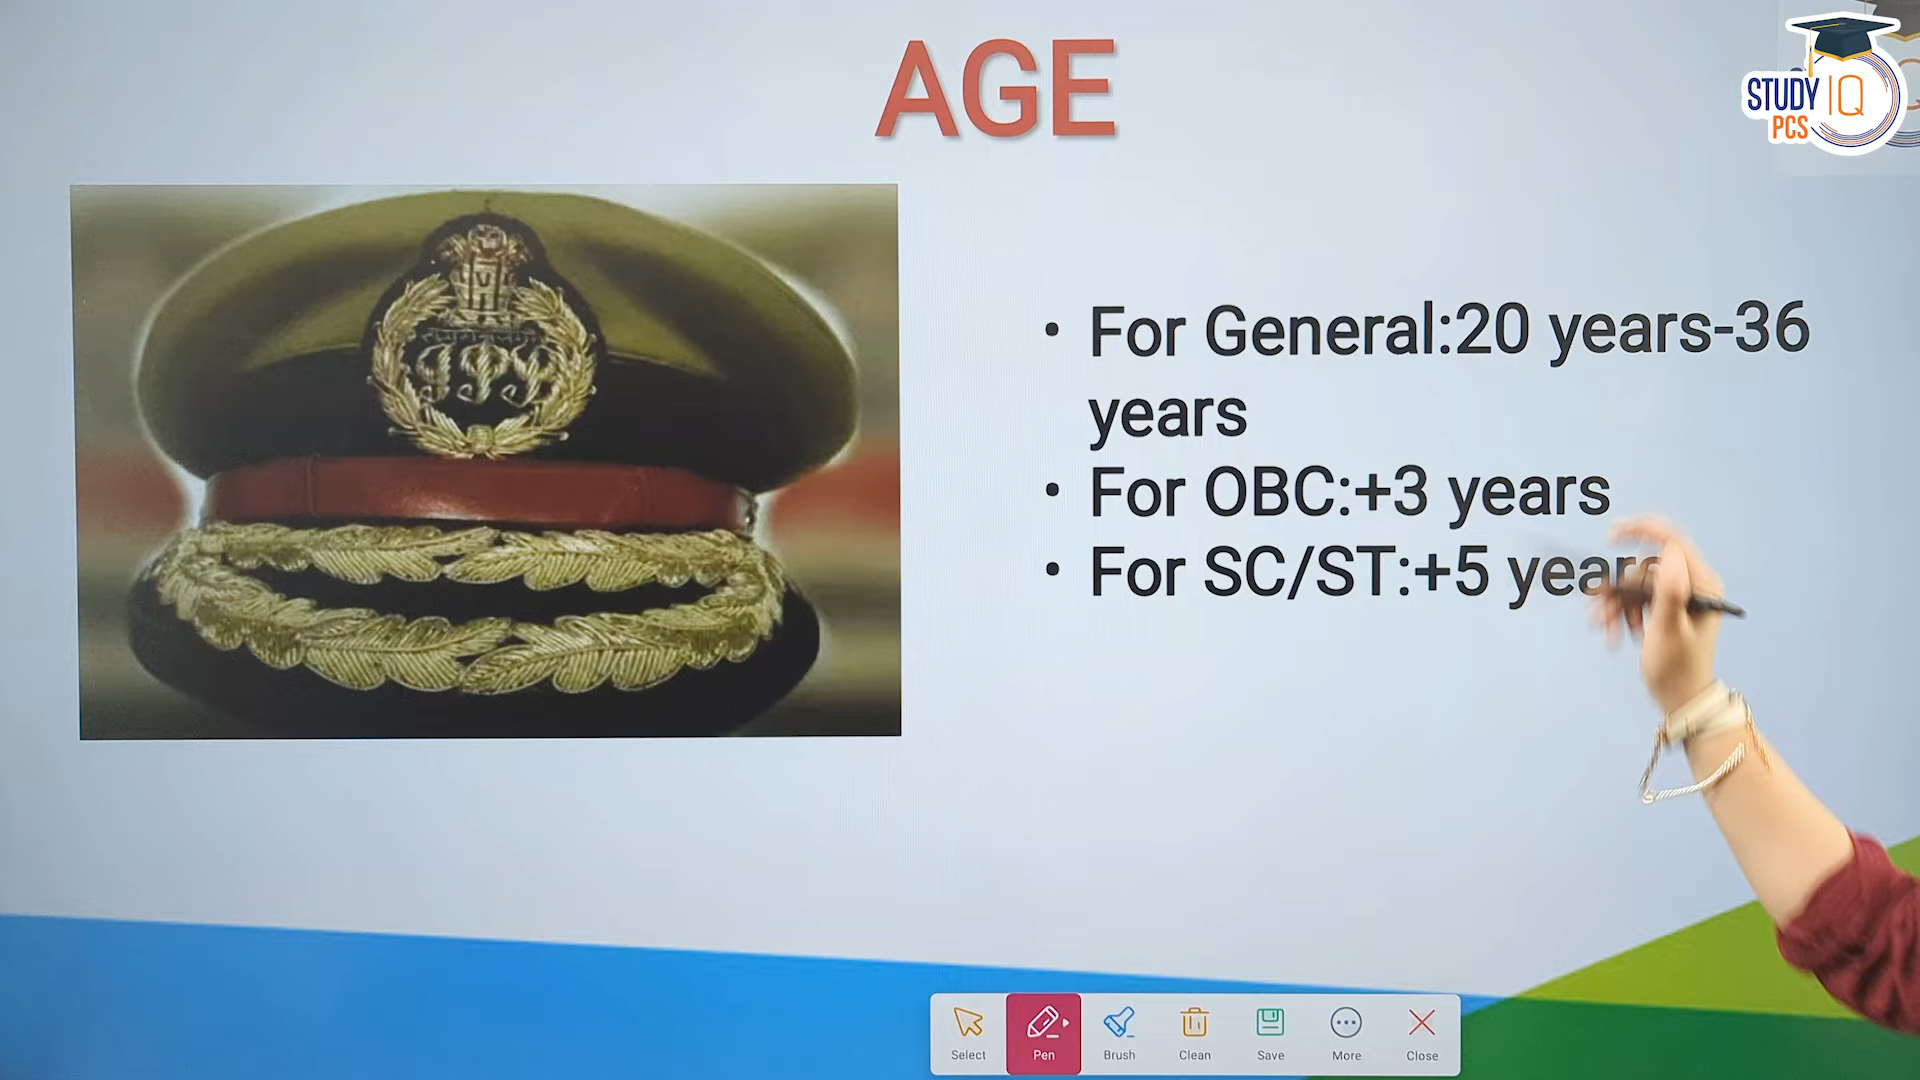 AGE
STUDY IQ
PCS
• For General:20 years-36
years
• For OBC:+3 years
• For SC/ST:+5 years
Select
Pen
Brush
Clean
Save
More
Close